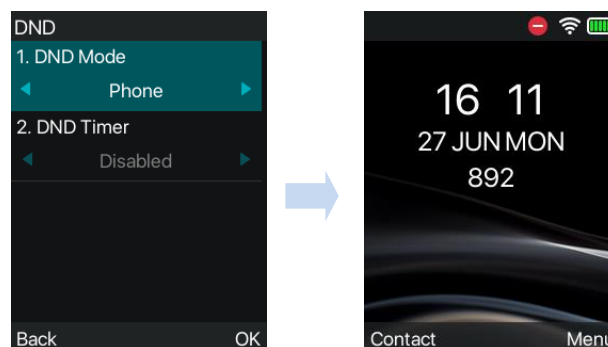 DND
1. DND Mode
Phone
2. DND Timer
Disabled
Back OK
16 11
27 JUN MON
892
Contact Menu